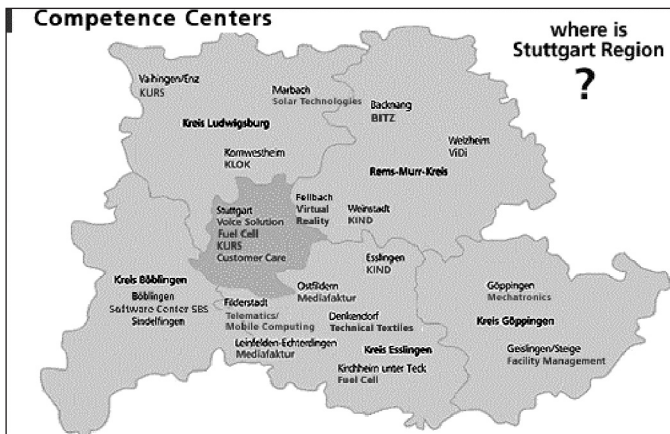 Competence Centers
where is
Stuttgart Region
?
Vaihingen/Enz
KURS
Marbach
Solar Technologies
Backnang
BITZ
Kreis Ludwigsburg
Welzheim
ViDi
Kornwestheim
KLOK
Rems-Murr-Kreis
Fellbach
Virtual
Reality
Weinstadt
KIND
Stuttgart
Voice Solution
Fuel Cell
KURS
Customer Care
Esslingen
KIND
Kreis Böblingen
Böblingen
Software Center SBS
Sindelfingen
Ostfildern
Mediafaktur
Göppingen
Mechatronics
Filderstadt
Telematics/
Mobile Computing
Denkendorf
Technical Textiles
Kreis Göppingen
Leinfelden-Echterdingen
Mediafaktur
Kreis Esslingen
Geislingen/Steige
Facility Management
Kirchheim unter Teck
Fuel Cell